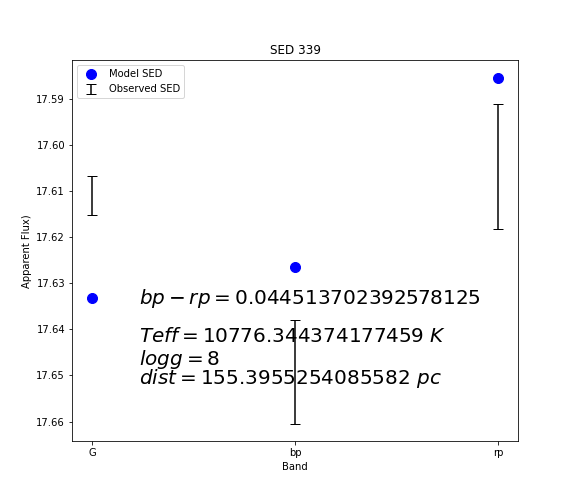 SED 339
Model SED
Observed SED
17.59
17.60
17.61
17.62
17.63
17.64
17.65
17.66
Apparent Flux)
bp − rp = 0.044513702392578125
Teff = 10776.344374177459 K
logg = 8
dist = 155.3955254085582 pc
G
bp
rp
Band